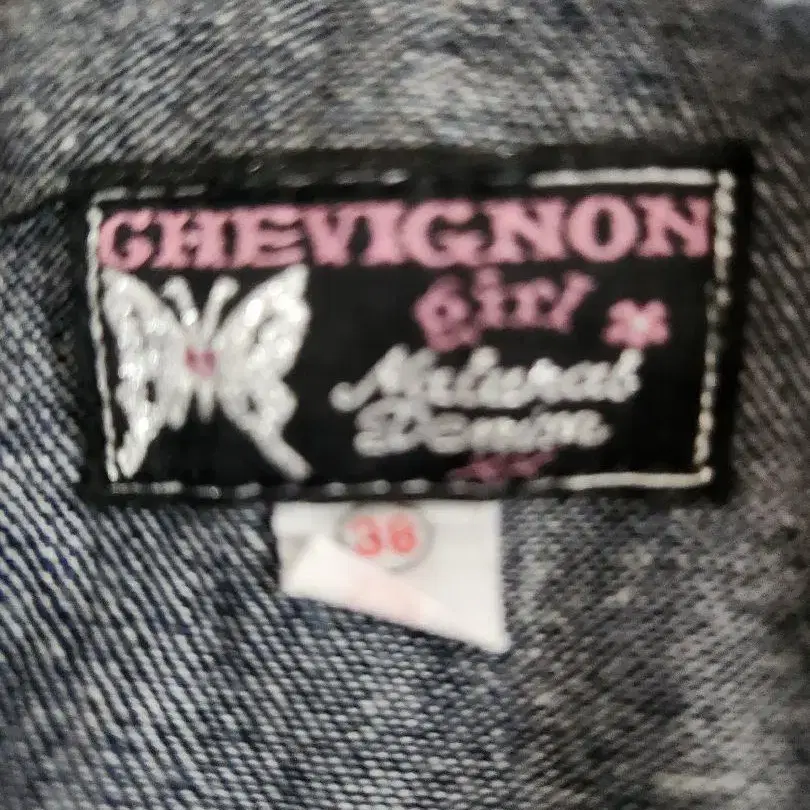 CHEVIGNON
girl
Natural
Denim
36